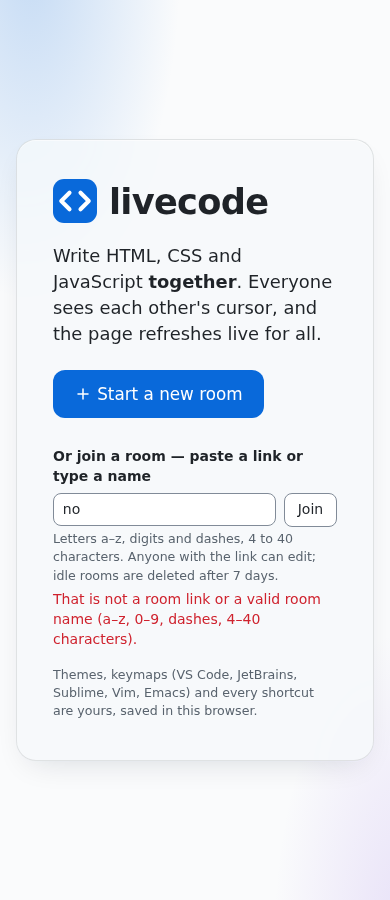 livecode
Write HTML, CSS and
JavaScript together. Everyone
sees each other's cursor, and
the page refreshes live for all.
+ Start a new room
Or join a room — paste a link or
type a name
no
Join
Letters a–z, digits and dashes, 4 to 40
characters. Anyone with the link can edit;
idle rooms are deleted after 7 days.
That is not a room link or a valid room
name (a–z, 0–9, dashes, 4–40
characters).
Themes, keymaps (VS Code, JetBrains,
Sublime, Vim, Emacs) and every shortcut
are yours, saved in this browser.